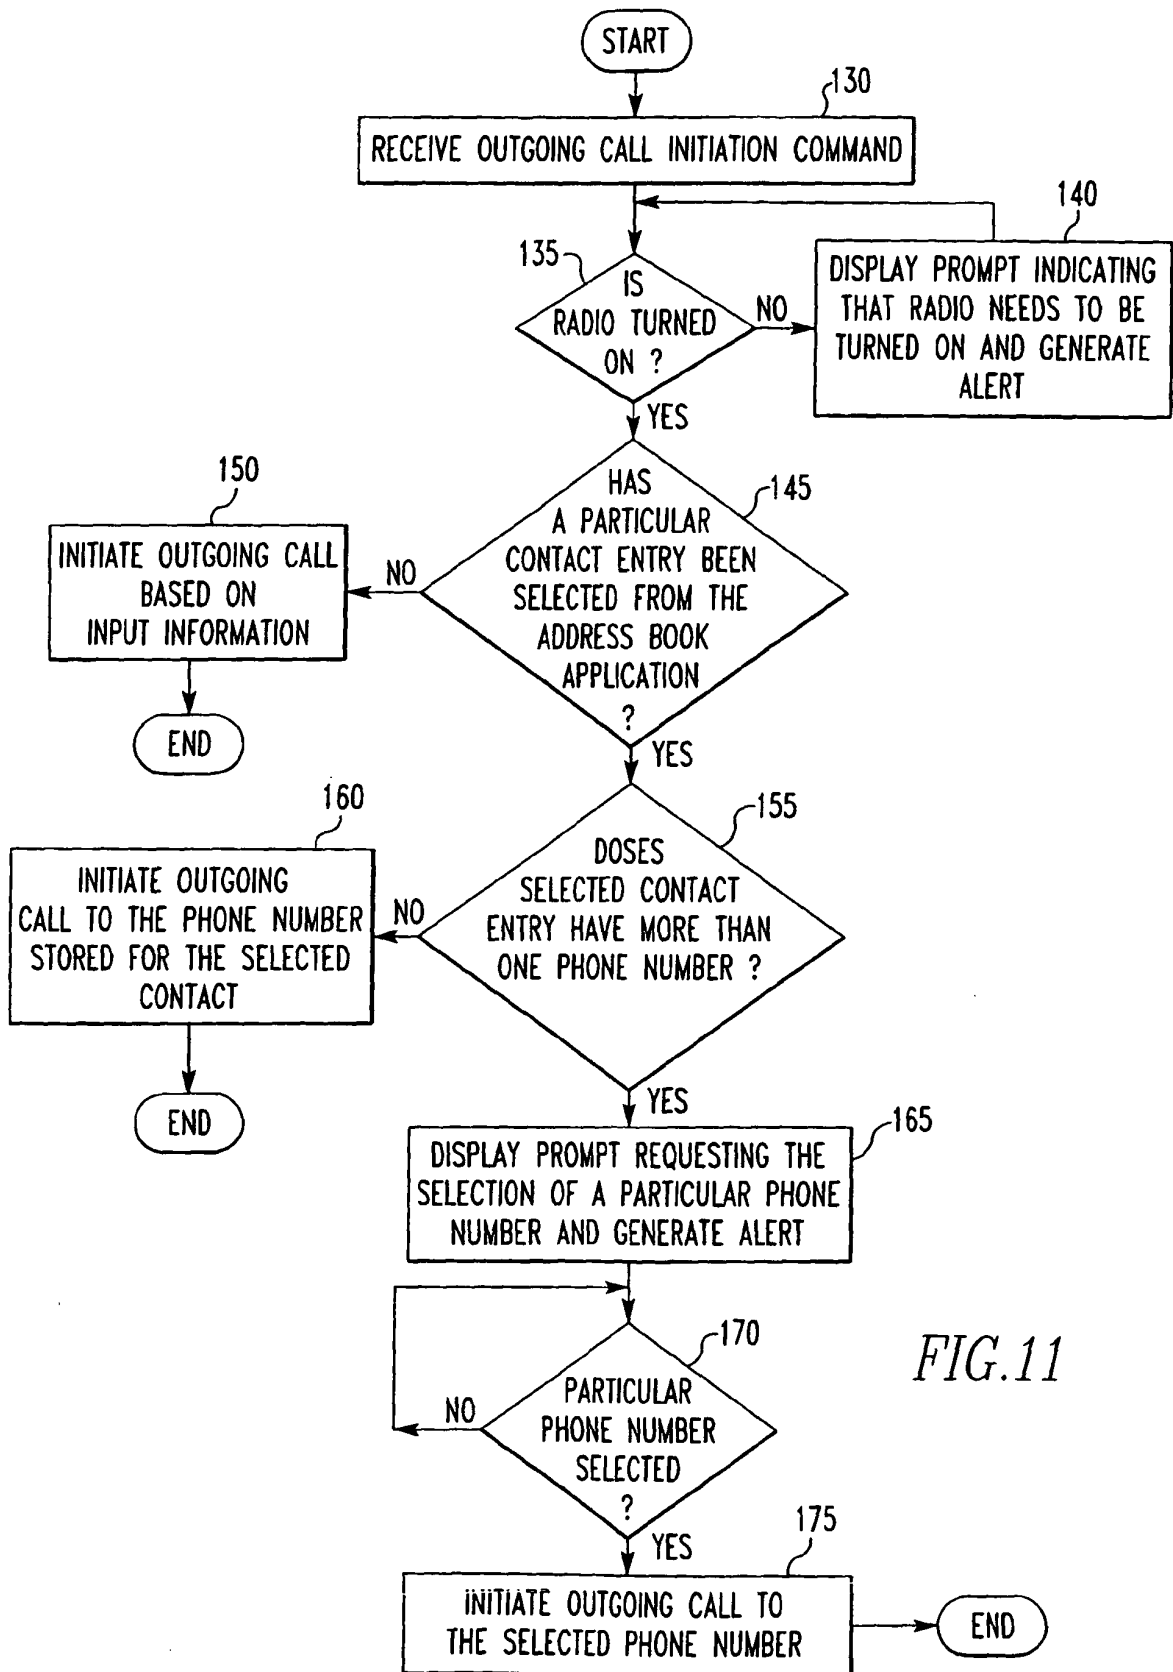 START
130
RECEIVE OUTGOING CALL INITIATION COMMAND
140
DISPLAY PROMPT INDICATING
THAT RADIO NEEDS TO BE
TURNED ON AND GENERATE
ALERT
135
IS
RADIO TURNED
ON ?
NO
YES
145
HAS
A PARTICULAR
CONTACT ENTRY BEEN
SELECTED FROM THE
ADDRESS BOOK
APPLICATION
?
NO
150
INITIATE OUTGOING CALL
BASED ON
INPUT INFORMATION
END
YES
155
DOSES
SELECTED CONTACT
ENTRY HAVE MORE THAN
ONE PHONE NUMBER ?
NO
160
INITIATE OUTGOING
CALL TO THE PHONE NUMBER
STORED FOR THE SELECTED
CONTACT
END
YES
165
DISPLAY PROMPT REQUESTING THE
SELECTION OF A PARTICULAR PHONE
NUMBER AND GENERATE ALERT
170
PARTICULAR
PHONE NUMBER
SELECTED
?
NO
YES
175
INITIATE OUTGOING CALL TO
THE SELECTED PHONE NUMBER
END
FIG.11